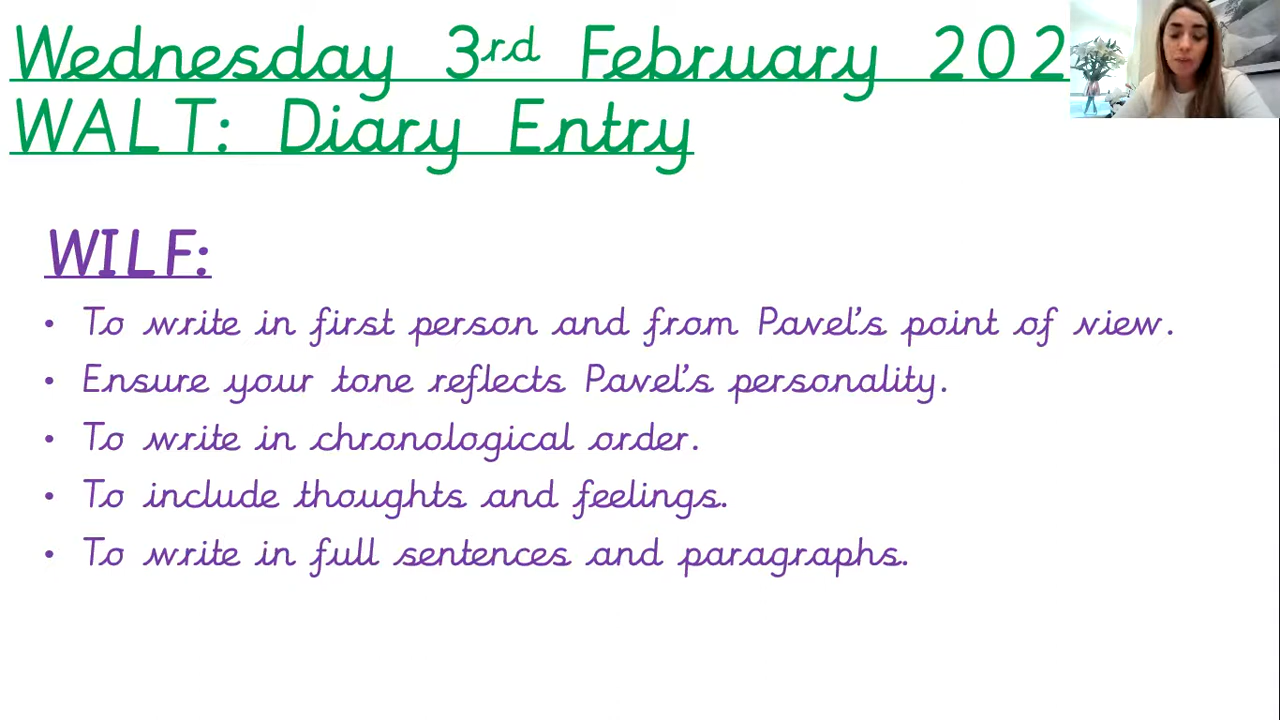 Wednesday 3rd February 202
WALT: Diary Entry
WILF:
• To write in first person and from Pavel's point of view.
• Ensure your tone reflects Pavel's personality.
• To write in chronological order.
• To include thoughts and feelings.
• To write in full sentences and paragraphs.